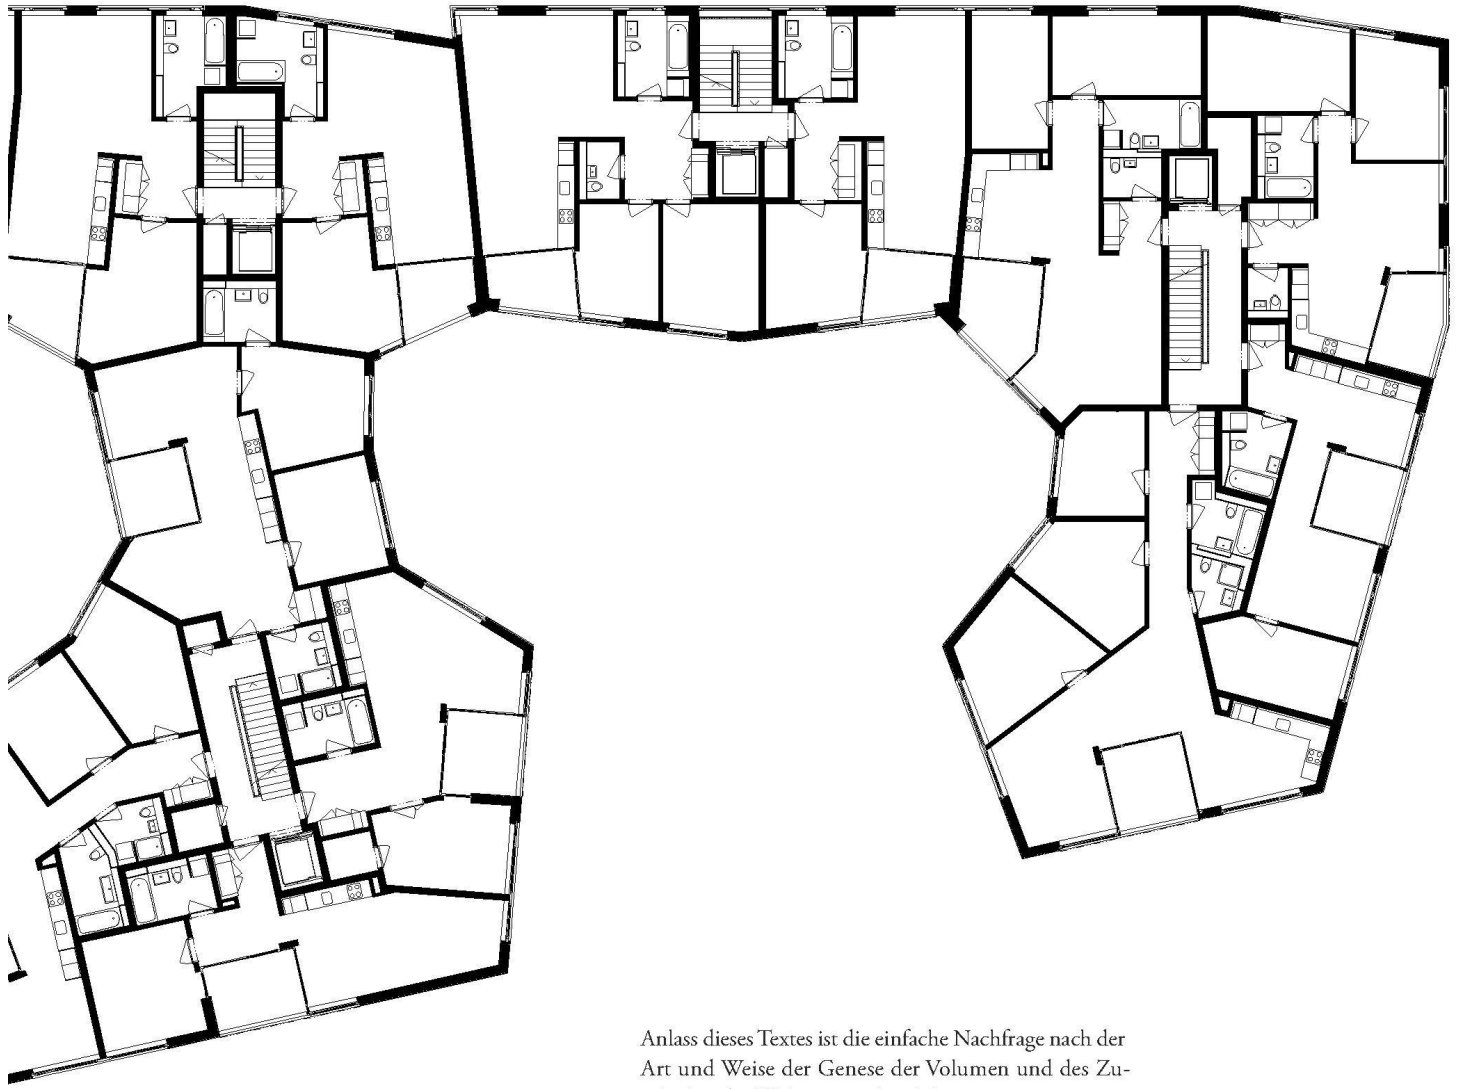 Anlass dieses Textes ist die einfache Nachfrage nach der
Art und Weise der Genese der Volumen und des Zu-